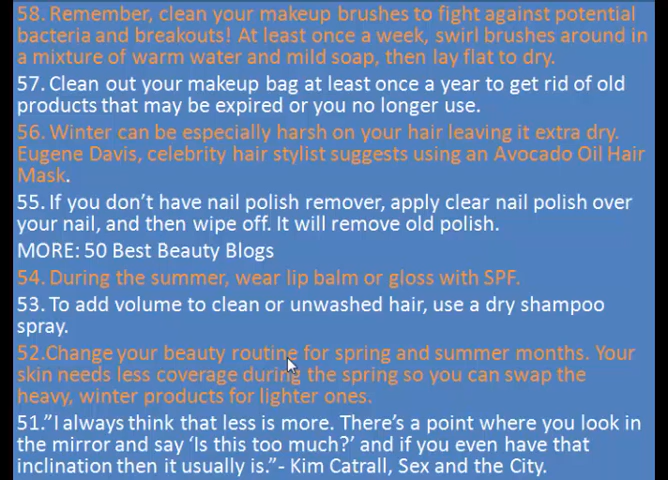 58. Remember, clean your makeup brushes to fight against potential
bacteria and breakouts! At least once a week, swirl brushes around in
a mixture of warm water and mild soap, then lay flat to dry.
57. Clean out your makeup bag at least once a year to get rid of old
products that may be expired or you no longer use.
56. Winter can be especially harsh on your hair leaving it extra dry.
Eugene Davis, celebrity hair stylist suggests using an Avocado Oil Hair
Mask.
55. If you don’t have nail polish remover, apply clear nail polish over
your nail, and then wipe off. It will remove old polish.
MORE: 50 Best Beauty Blogs
54. During the summer, wear lip balm or gloss with SPF.
53. To add volume to clean or unwashed hair, use a dry shampoo
spray.
52.Change your beauty routine for spring and summer months. Your
skin needs less coverage during the spring so you can swap the
heavy, winter products for lighter ones.
51.”I always think that less is more. There’s a point where you look in
the mirror and say ‘Is this too much?’ and if you even have that
inclination then it usually is.”- Kim Catrall, Sex and the City.